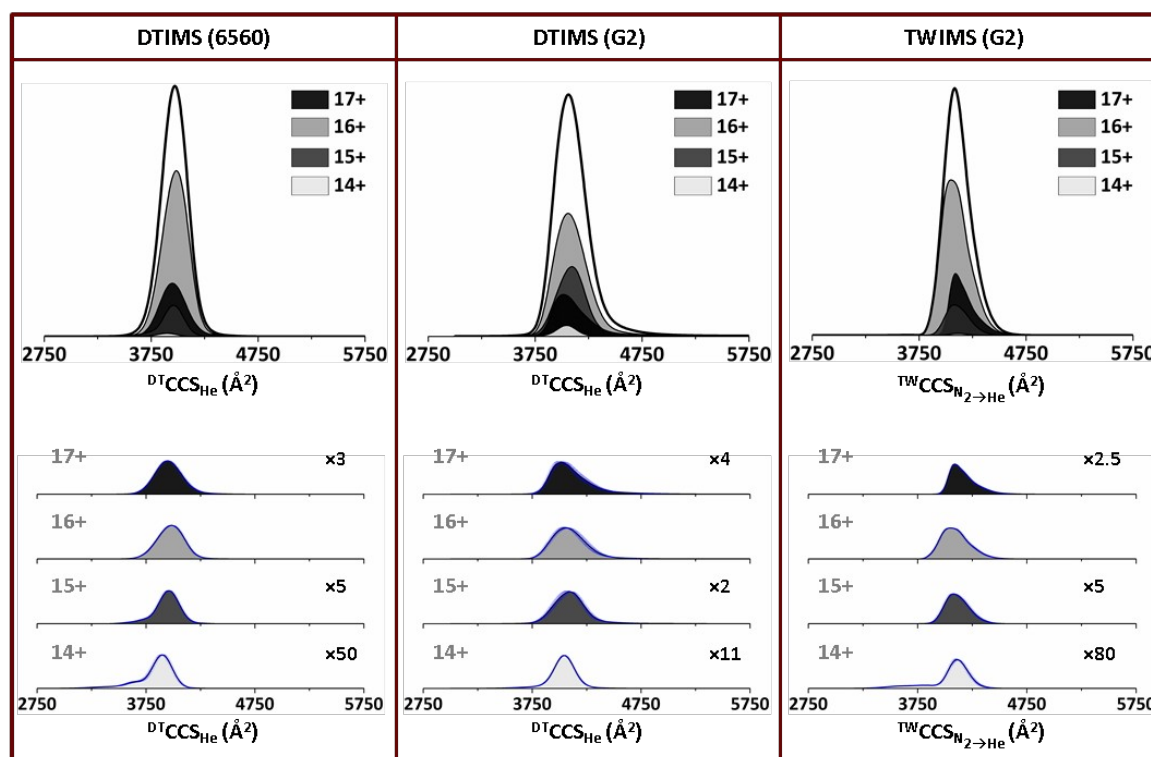 DTIMS (6560)
DTIMS (G2)
TWIMS (G2)
17+
16+
15+
14+
17+
16+
15+
14+
17+
16+
15+
14+
2750 3750 4750 5750
2750 3750 4750 5750
2750 3750 4750 5750
DTCCSHe (Å2)
DTCCSHe (Å2)
TWCCSN2→He (Å2)
17+ ×3
16+
15+ ×5
14+ ×50
2750 3750 4750 5750
DTCCSHe (Å2)
17+ ×4
16+
15+ ×2
14+ ×11
2750 3750 4750 5750
DTCCSHe (Å2)
17+ ×2.5
16+
15+ ×5
14+ ×80
2750 3750 4750 5750
TWCCSN2→He (Å2)